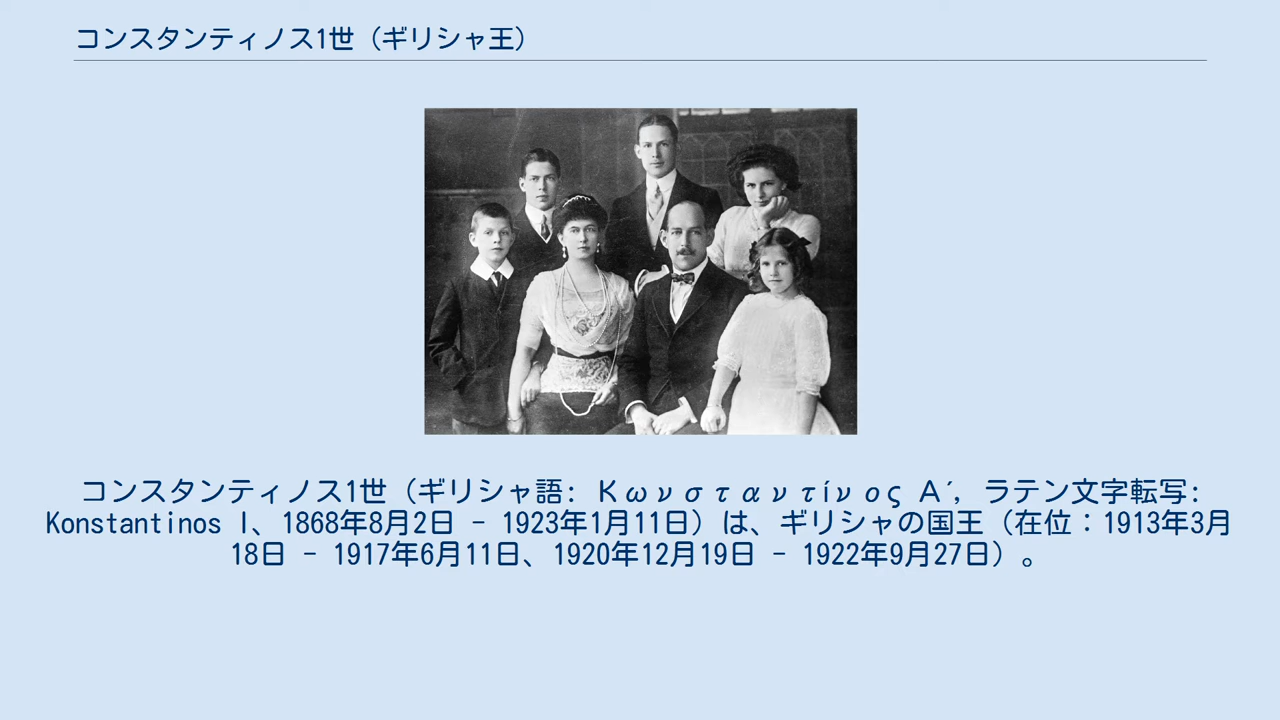 コンスタンティノス1世（ギリシャ王）
コンスタンティノス1世（ギリシャ語: Κωνσταντίνος Α΄, ラテン文字転写:
Konstantinos I、1868年8月2日 - 1923年1月11日）は、ギリシャの国王（在位：1913年3月
18日 - 1917年6月11日、1920年12月19日 - 1922年9月27日）。